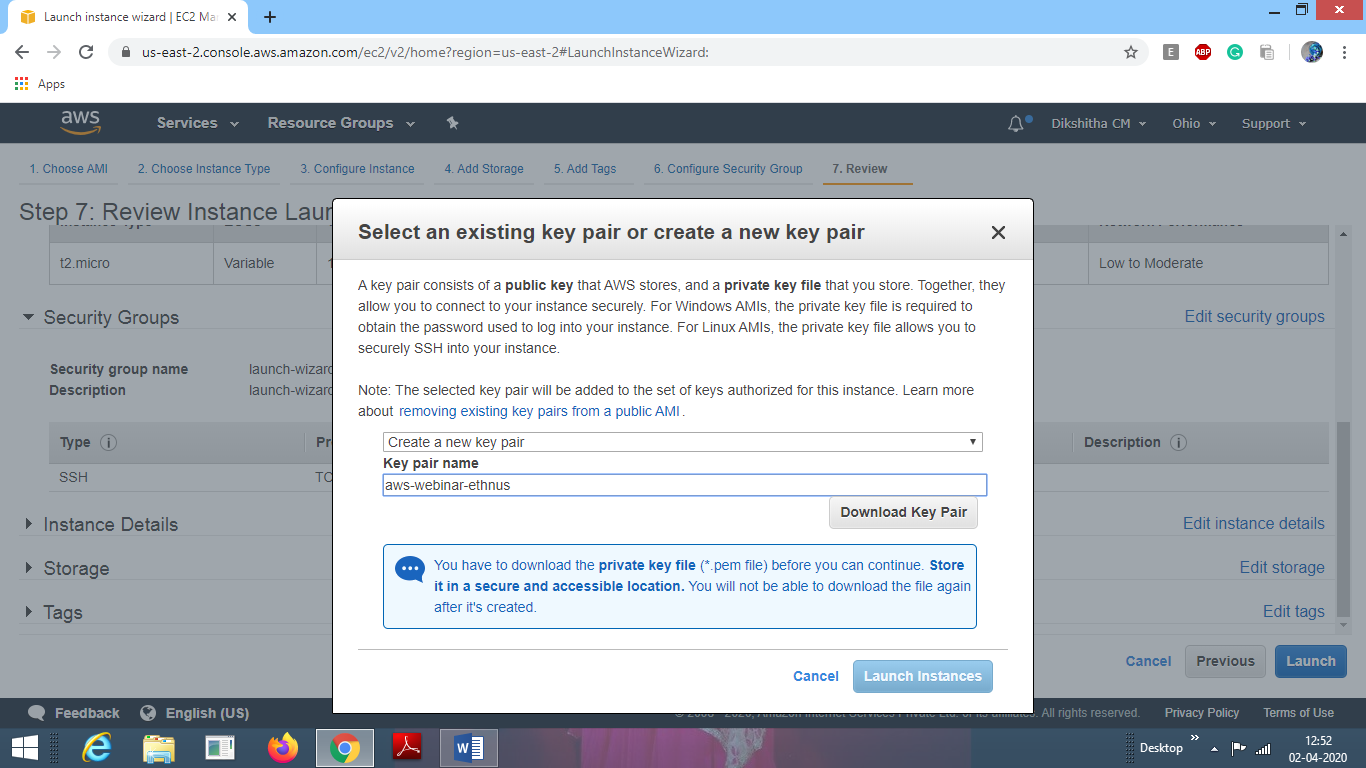 Launch instance wizard | EC2 Ma
us-east-2.console.aws.amazon.com/ec2/v2/home?region=us-east-2#LaunchInstanceWizard:
E
ABP
Apps
aws
Services
Resource Groups
Dikshitha CM
Ohio
Support
1. Choose AMI
2. Choose Instance Type
3. Configure Instance
4. Add Storage
5. Add Tags
6. Configure Security Group
7. Review
Step 7: Review Instance Lau
t2.micro
Variable
Low to Moderate
Security Groups
Edit security groups
Security group name
launch-wizard
Description
launch-wizard
Type
Pr
Description
SSH
TC
Instance Details
Edit instance details
Storage
Edit storage
Tags
Edit tags
Cancel
Previous
Launch
Select an existing key pair or create a new key pair
A key pair consists of a public key that AWS stores, and a private key file that you store. Together, they
allow you to connect to your instance securely. For Windows AMIs, the private key file is required to
obtain the password used to log into your instance. For Linux AMIs, the private key file allows you to
securely SSH into your instance.
Note: The selected key pair will be added to the set of keys authorized for this instance. Learn more
about removing existing key pairs from a public AMI .
Create a new key pair
Key pair name
aws-webinar-ethnus
Download Key Pair
You have to download the private key file (*.pem file) before you can continue. Store
it in a secure and accessible location. You will not be able to download the file again
after it's created.
Cancel
Launch Instances
Feedback
English (US)
All rights reserved.
Privacy Policy
Terms of Use
Desktop
12:52
02-04-2020